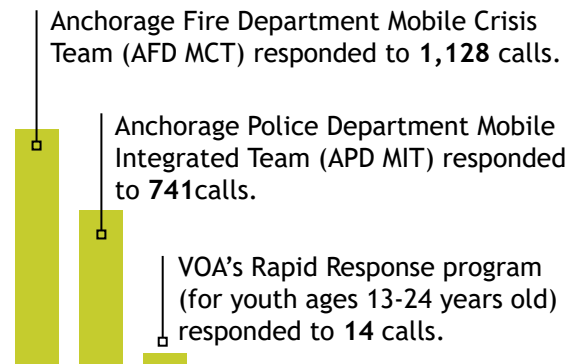 Anchorage Fire Department Mobile Crisis
Team (AFD MCT) responded to 1,128 calls.
Anchorage Police Department Mobile
Integrated Team (APD MIT) responded
to 741calls.
VOA's Rapid Response program
(for youth ages 13-24 years old)
responded to 14 calls.